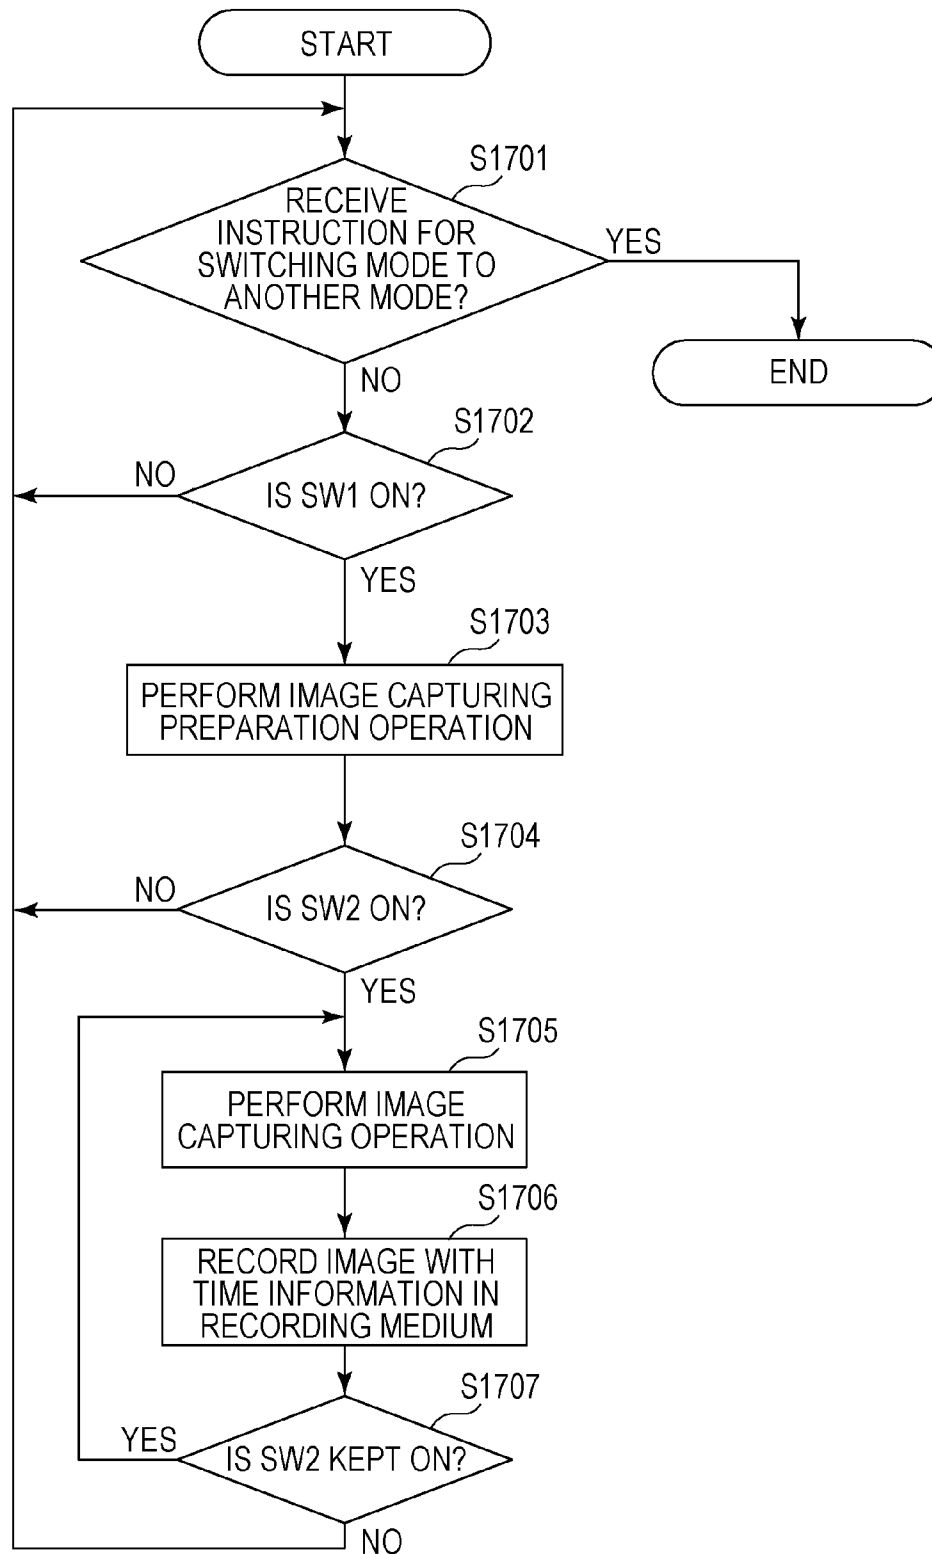 START
S1701
RECEIVE
INSTRUCTION FOR
SWITCHING MODE TO
ANOTHER MODE?
YES
END
NO
S1702
NO
IS SW1 ON?
YES
S1703
PERFORM IMAGE CAPTURING
PREPARATION OPERATION
S1704
NO
IS SW2 ON?
YES
S1705
PERFORM IMAGE
CAPTURING OPERATION
S1706
RECORD IMAGE WITH
TIME INFORMATION IN
RECORDING MEDIUM
S1707
YES
IS SW2 KEPT ON?
NO